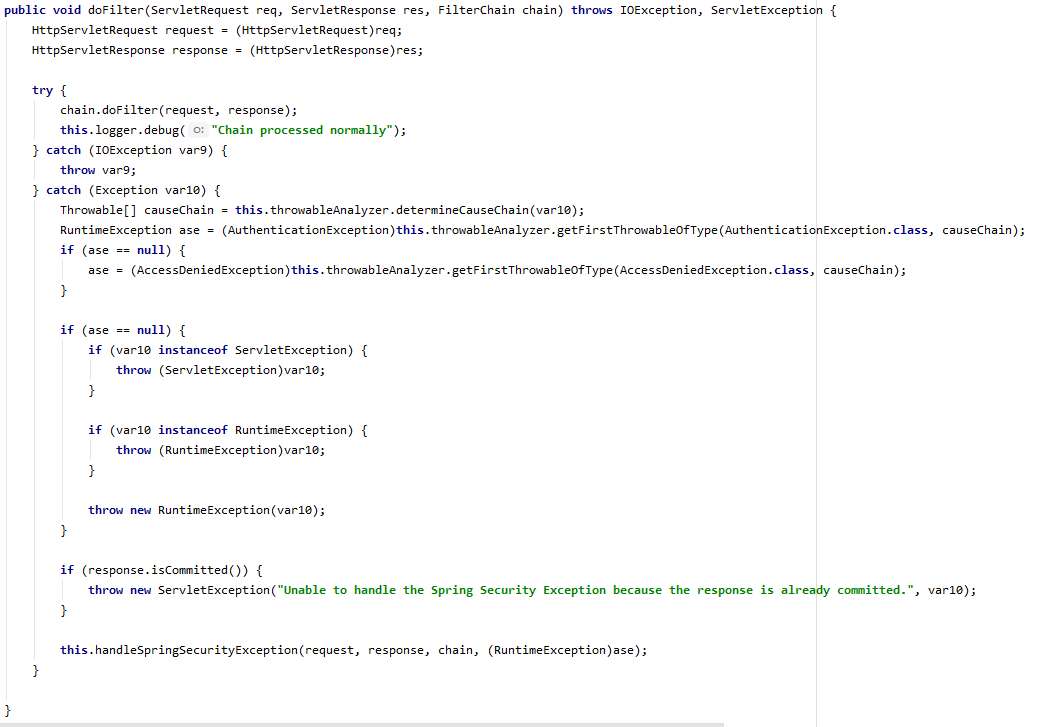 public void doFilter(ServletRequest req, ServletResponse res, FilterChain chain) throws IOException, ServletException {
    HttpServletRequest request = (HttpServletRequest)req;
    HttpServletResponse response = (HttpServletResponse)res;

    try {
        chain.doFilter(request, response);
        this.logger.debug( o: "Chain processed normally");
    } catch (IOException var9) {
        throw var9;
    } catch (Exception var10) {
        Throwable[] causeChain = this.throwableAnalyzer.determineCauseChain(var10);
        RuntimeException ase = (AuthenticationException)this.throwableAnalyzer.getFirstThrowableOfType(AuthenticationException.class, causeChain);
        if (ase == null) {
            ase = (AccessDeniedException)this.throwableAnalyzer.getFirstThrowableOfType(AccessDeniedException.class, causeChain);
        }

        if (ase == null) {
            if (var10 instanceof ServletException) {
                throw (ServletException)var10;
            }

            if (var10 instanceof RuntimeException) {
                throw (RuntimeException)var10;
            }

            throw new RuntimeException(var10);
        }

        if (response.isCommitted()) {
            throw new ServletException("Unable to handle the Spring Security Exception because the response is already committed.", var10);
        }

        this.handleSpringSecurityException(request, response, chain, (RuntimeException)ase);
    }

}